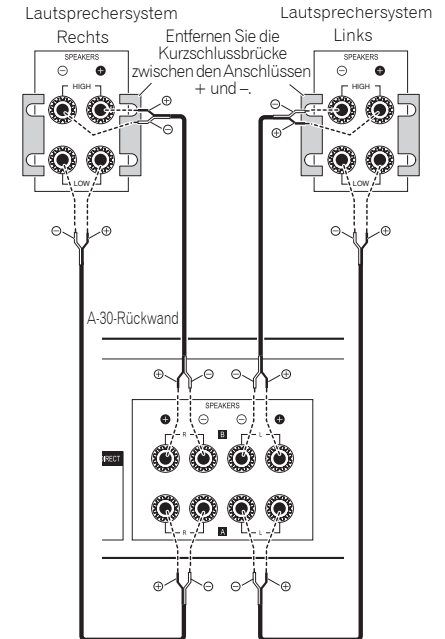 Lautsprechersystem
Rechts
Entfernen Sie die
Kurzschlussbrücke
zwischen den Anschlüssen
+ und –.
Lautsprechersystem
Links
SPEAKERS
⊖ ⊕
HIGH
LOW
⊕
⊖
⊖ ⊕
SPEAKERS
⊖ ⊕
HIGH
LOW
⊖
⊕
⊖ ⊕
A-30-Rückwand
⊕ ⊖ ⊖ ⊕
SPEAKERS
⊕ ⊖ ⊖ ⊕
R B L
DIRECT
R A L
⊕ ⊖ ⊖ ⊕